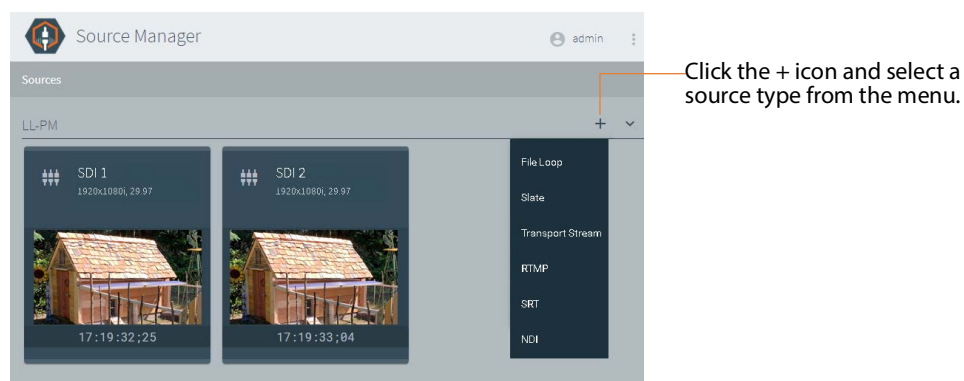 Source Manager
admin
Sources
LL-PM
+
SDI 1
1920x1080i, 29.97
17:19:32;25
SDI 2
1920x1080i, 29.97
17:19:33;04
File Loop
Slate
Transport Stream
RTMP
SRT
NDI
Click the + icon and select a
source type from the menu.